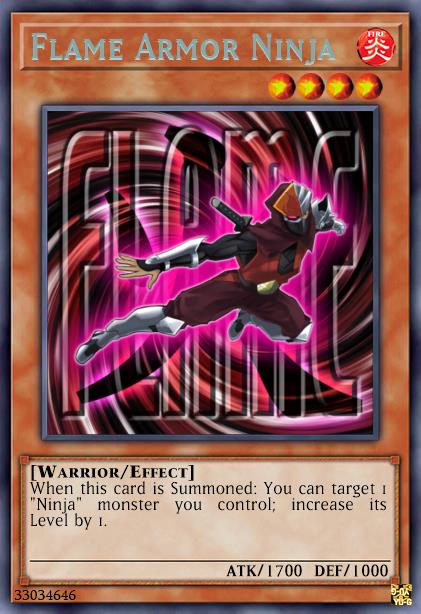 FLAME ARMOR NINJA
FIRE
炎
FLAME
火
[WARRIOR/EFFECT]
When this card is Summoned: You can target 1
"Ninja" monster you control; increase its
Level by 1.
ATK/1700 DEF/1000
33034646